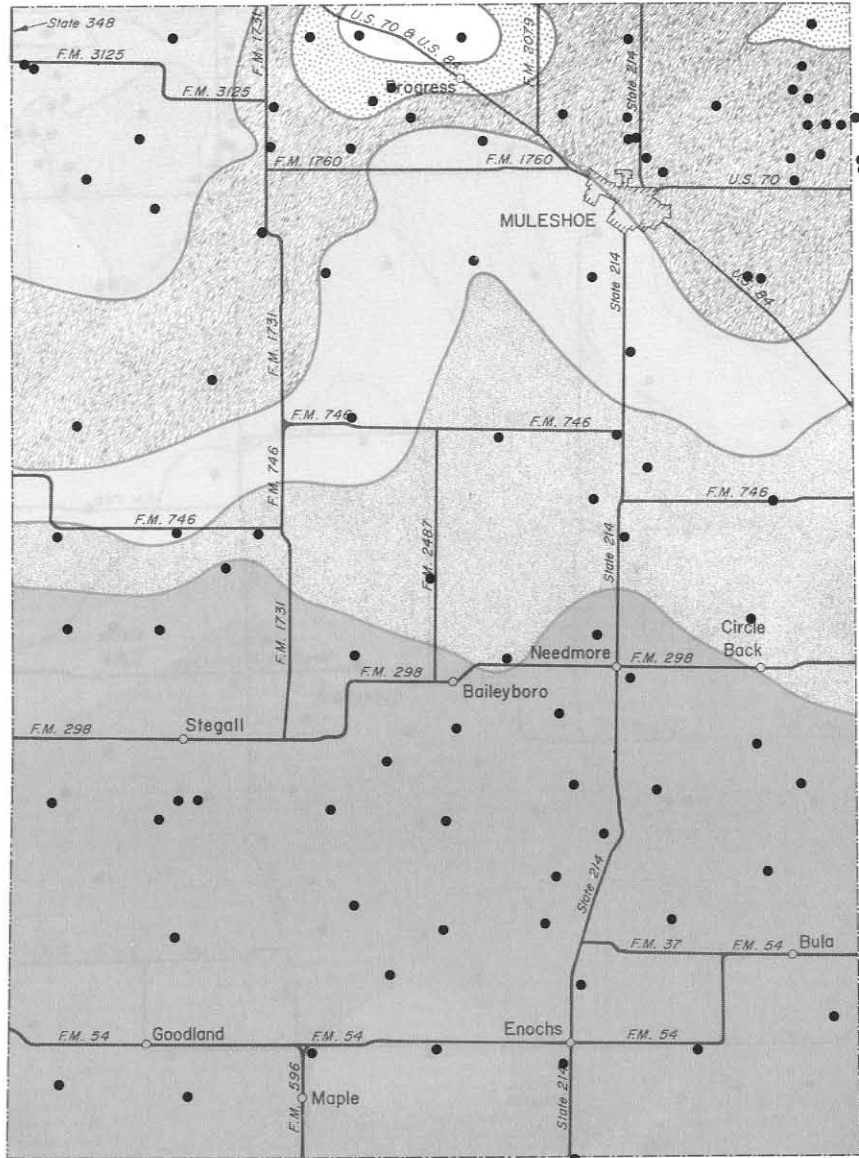 State 348
F.M. 3125
F.M. 3125
F.M. 1731
U.S. 70 & U.S. 84
Progress
F.M. 2079
State 214
F.M. 1760
F.M. 1760
U.S. 70
MULESHOE
State 214
U.S. 84
F.M. 1731
F.M. 746
F.M. 746
F.M. 746
F.M. 746
F.M. 746
F.M. 2487
State 214
F.M. 1731
Circle
Back
Needmore
F.M. 298
F.M. 298
Baileyboro
Stegall
F.M. 298
State 214
F.M. 37
F.M. 54
Bula
F.M. 54
Goodland
F.M. 54
Enochs
F.M. 54
F.M. 596
Maple
State 214